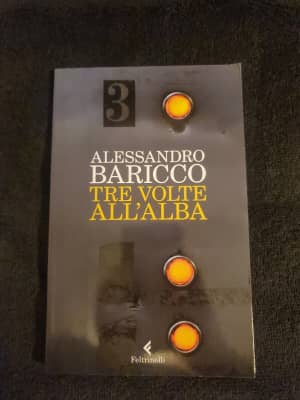 3
ALESSANDRO
BARICCO
TRE VOLTE
ALL'ALBA
Feltrinelli